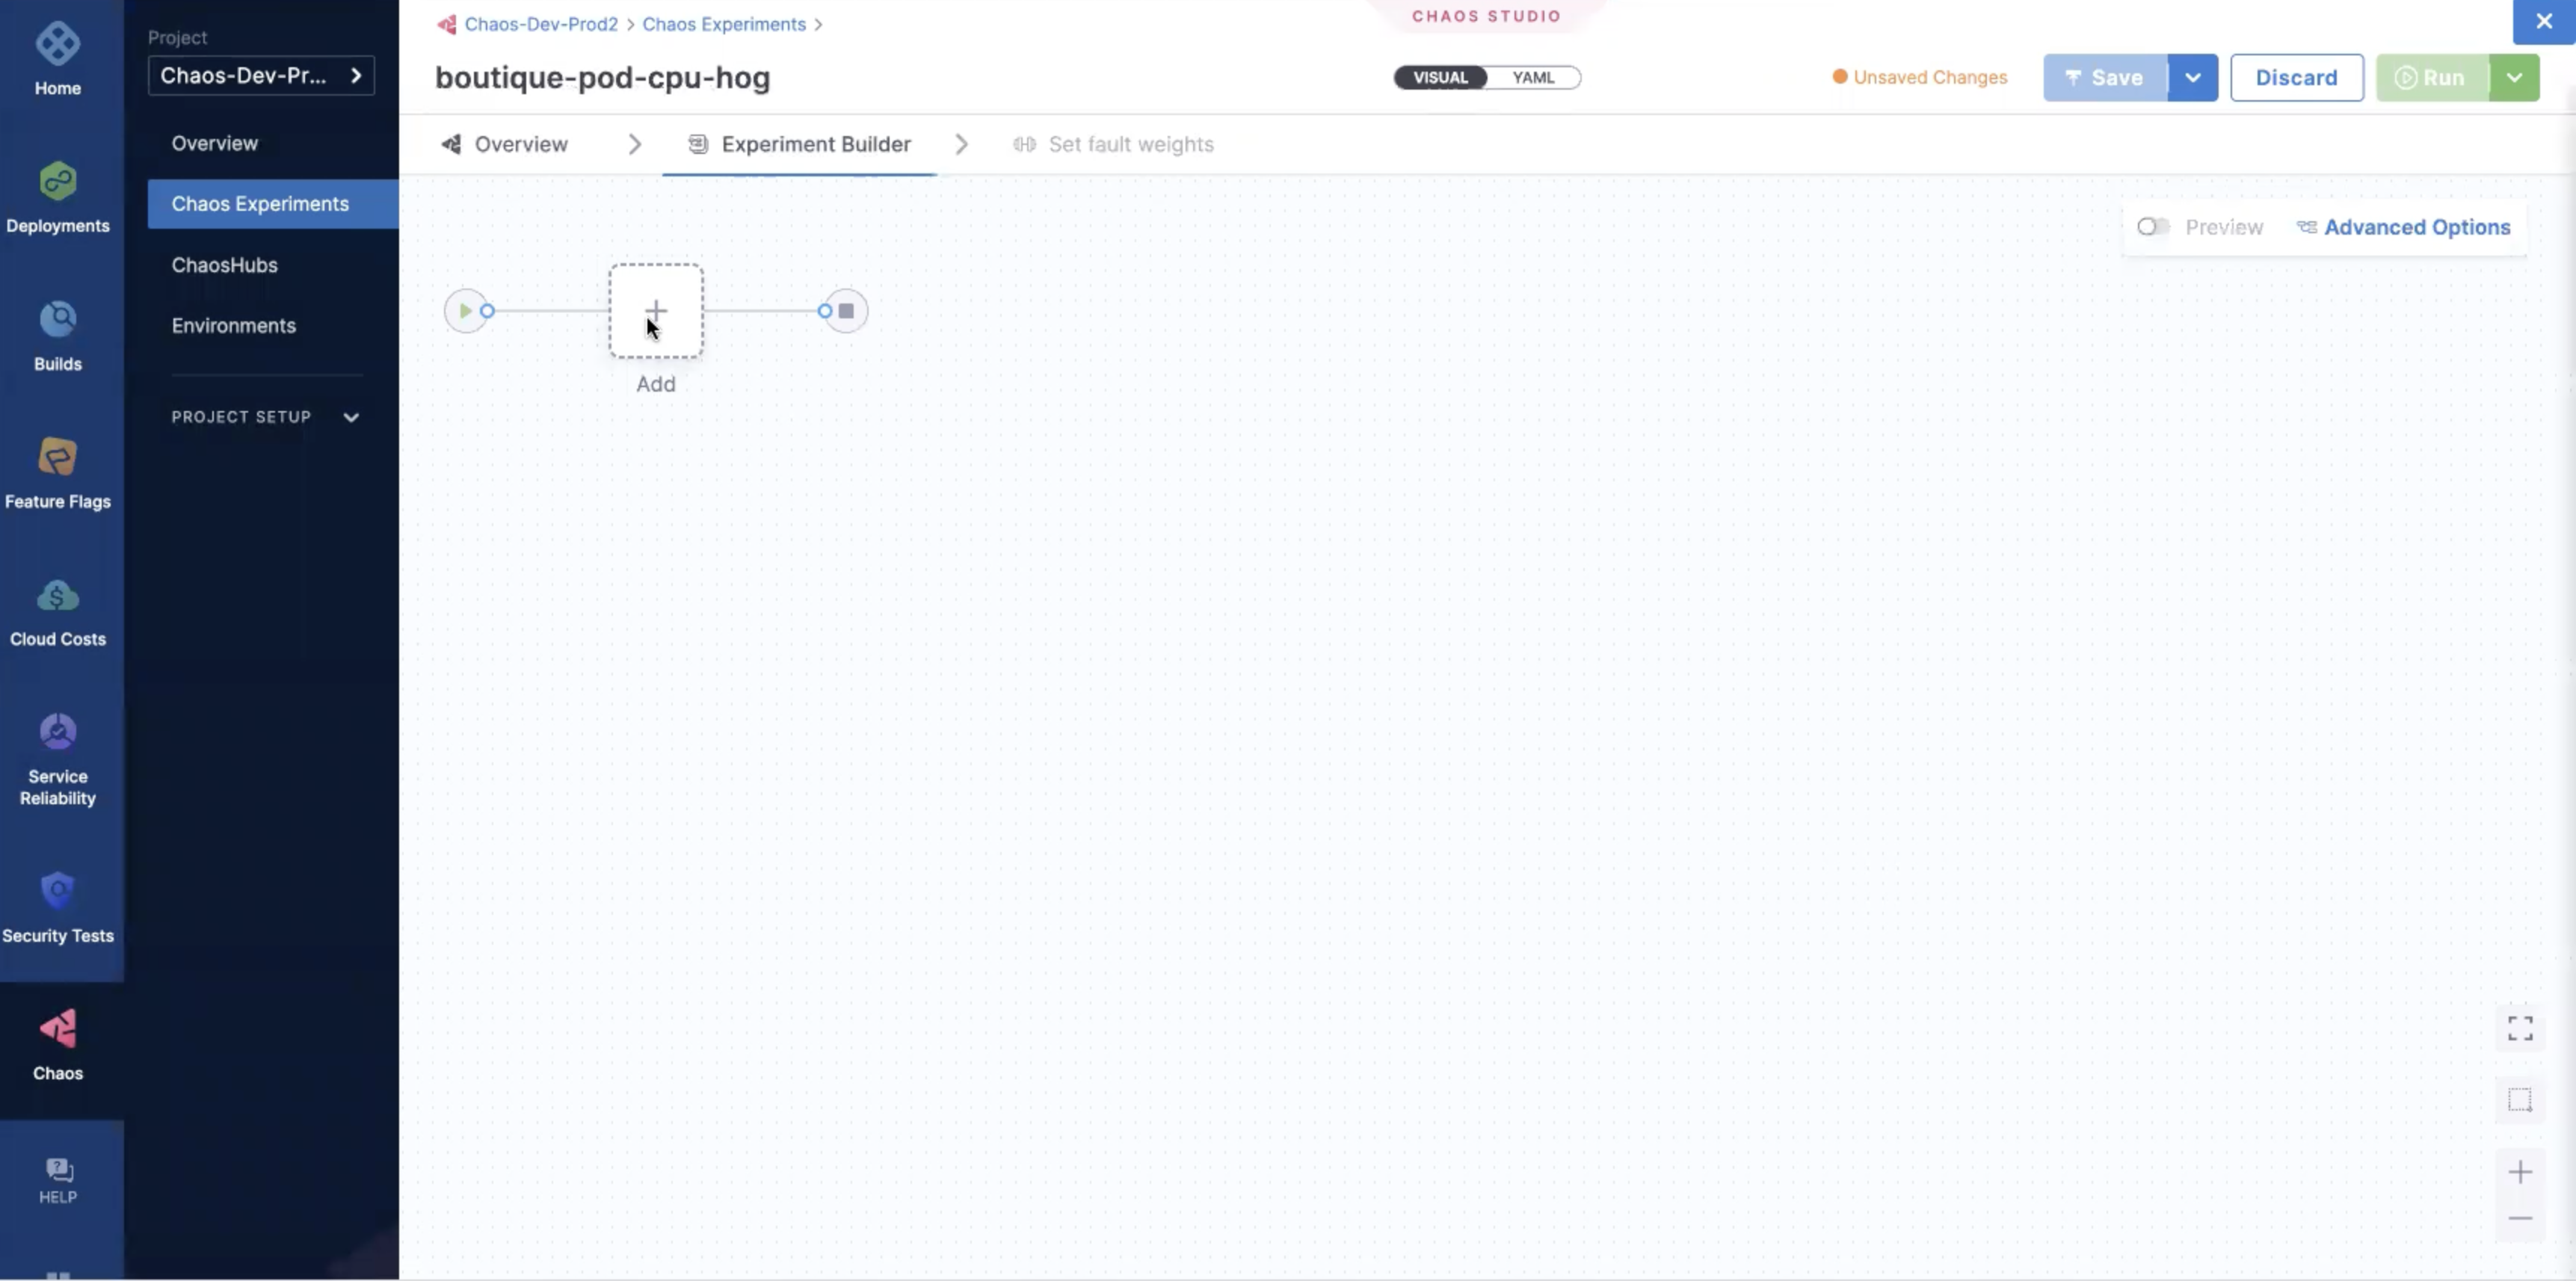 Home
Deployments
Builds
Feature Flags
Cloud Costs
Service
Reliability
Security Tests
Chaos
HELP
Project
Chaos-Dev-Pr...
Overview
Chaos Experiments
ChaosHubs
Environments
PROJECT SETUP
Chaos-Dev-Prod2 > Chaos Experiments >
CHAOS STUDIO
boutique-pod-cpu-hog
VISUAL YAML
Unsaved Changes
Save
Discard
Run
Overview
Experiment Builder
Set fault weights
Preview
Advanced Options
Add